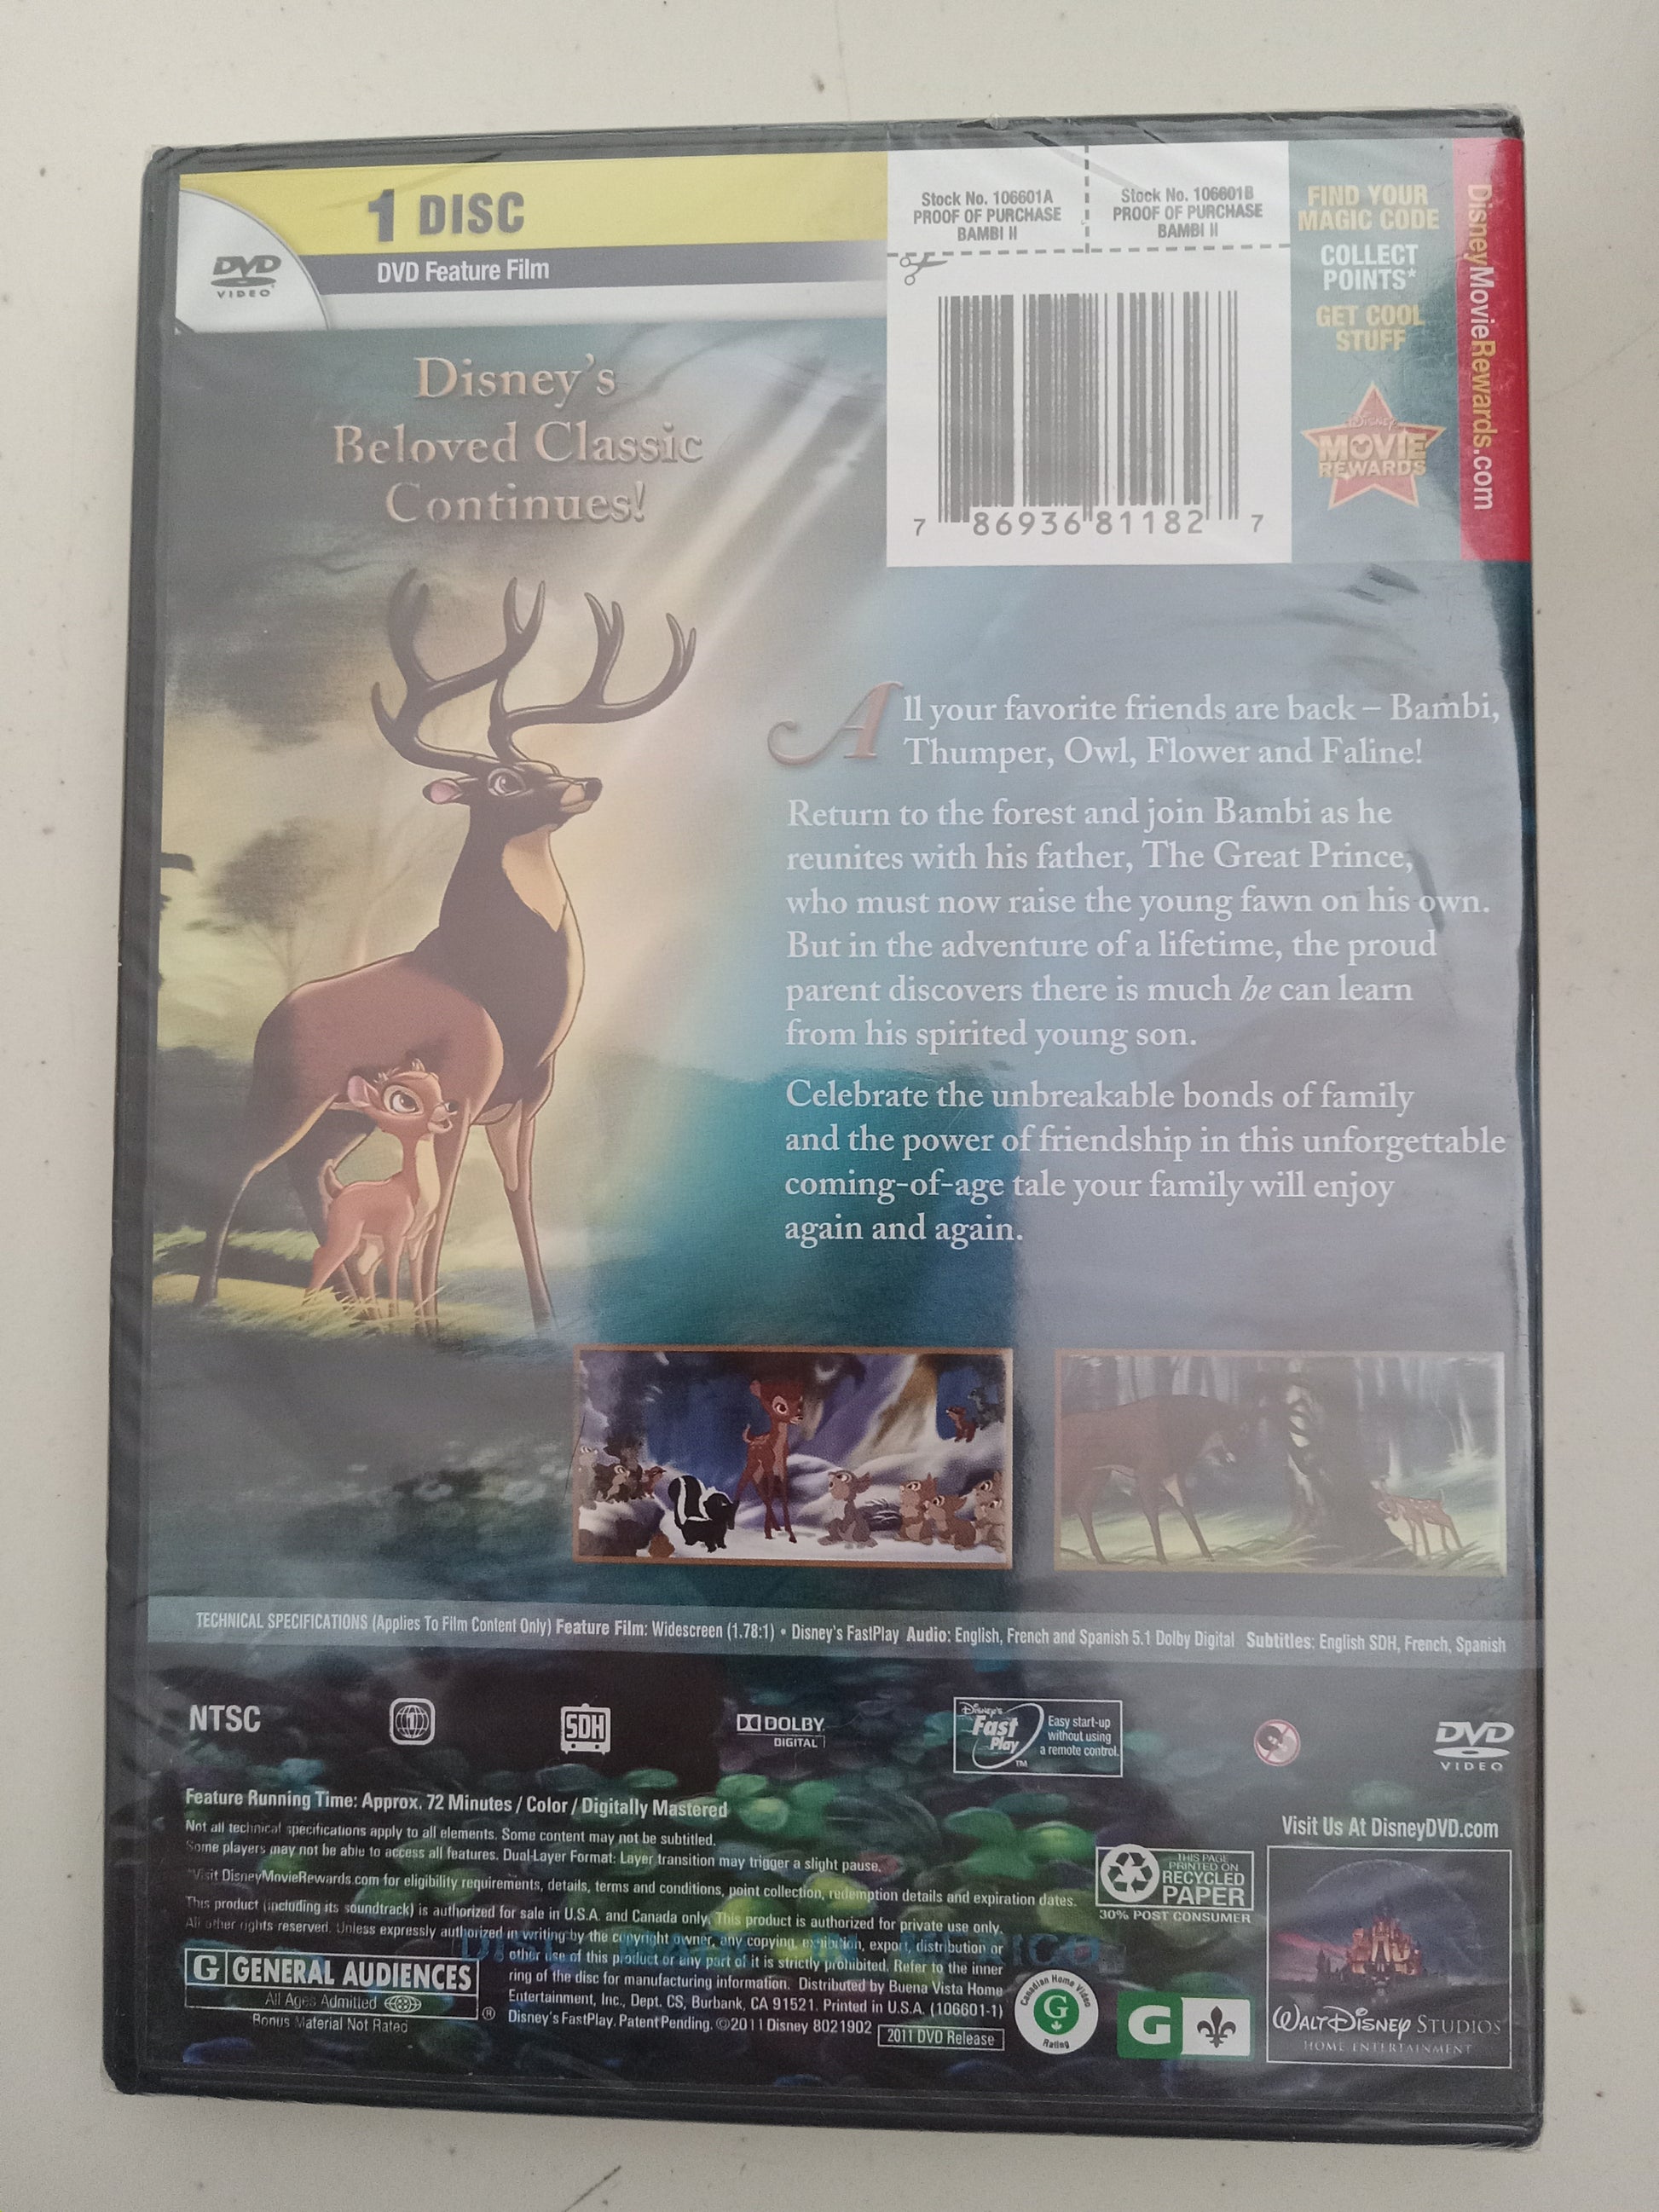 1 DISC
DVD Feature Film
DVD
VIDEO
Stock No. 106601A
PROOF OF PURCHASE
BAMBI II
Stock No. 106601B
PROOF OF PURCHASE
BAMBI II
7 86936 81182 7
FIND YOUR
MAGIC CODE
COLLECT
POINTS*
GET COOL
STUFF
Disney
MOVIE
REWARDS
DisneyMovieRewards.com
Disney's
Beloved Classic
Continues!
All your favorite friends are back – Bambi,
Thumper, Owl, Flower and Faline!
Return to the forest and join Bambi as he
reunites with his father, The Great Prince,
who must now raise the young fawn on his own.
But in the adventure of a lifetime, the proud
parent discovers there is much he can learn
from his spirited young son.
Celebrate the unbreakable bonds of family
and the power of friendship in this unforgettable
coming-of-age tale your family will enjoy
again and again.
TECHNICAL SPECIFICATIONS (Applies To Film Content Only) Feature Film: Widescreen (1.78:1) • Disney's FastPlay Audio: English, French and Spanish 5.1 Dolby Digital Subtitles: English SDH, French, Spanish
NTSC
1
SDH
DOLBY
DIGITAL
Disney's
Fast
Play
TM
Easy start-up
without using
a remote control.
DVD
VIDEO
Feature Running Time: Approx. 72 Minutes / Color / Digitally Mastered
Not all technical specifications apply to all elements. Some content may not be subtitled.
Some players may not be able to access all features. Dual-Layer Format: Layer transition may trigger a slight pause.
*Visit DisneyMovieRewards.com for eligibility requirements, details, terms and conditions, point collection, redemption details and expiration dates.
This product (including its soundtrack) is authorized for sale in U.S.A. and Canada only. This product is authorized for private use only.
All other rights reserved. Unless expressly authorized in writing by the copyright owner, any copying, exhibition, export, distribution or
other use of this product or any part of it is strictly prohibited. Refer to the inner
ring of the disc for manufacturing information. Distributed by Buena Vista Home
Entertainment, Inc., Dept. CS, Burbank, CA 91521. Printed in U.S.A. (106601-1)
Disney's FastPlay. Patent Pending. ©2011 Disney 8021902
2011 DVD Release
G GENERAL AUDIENCES
All Ages Admitted
®
Bonus Material Not Rated
Canadian Home Video
G
Rating
G
THIS PAGE
PRINTED ON
RECYCLED
PAPER
30% POST CONSUMER
Visit Us At DisneyDVD.com
WALT DISNEY STUDIOS
HOME ENTERTAINMENT